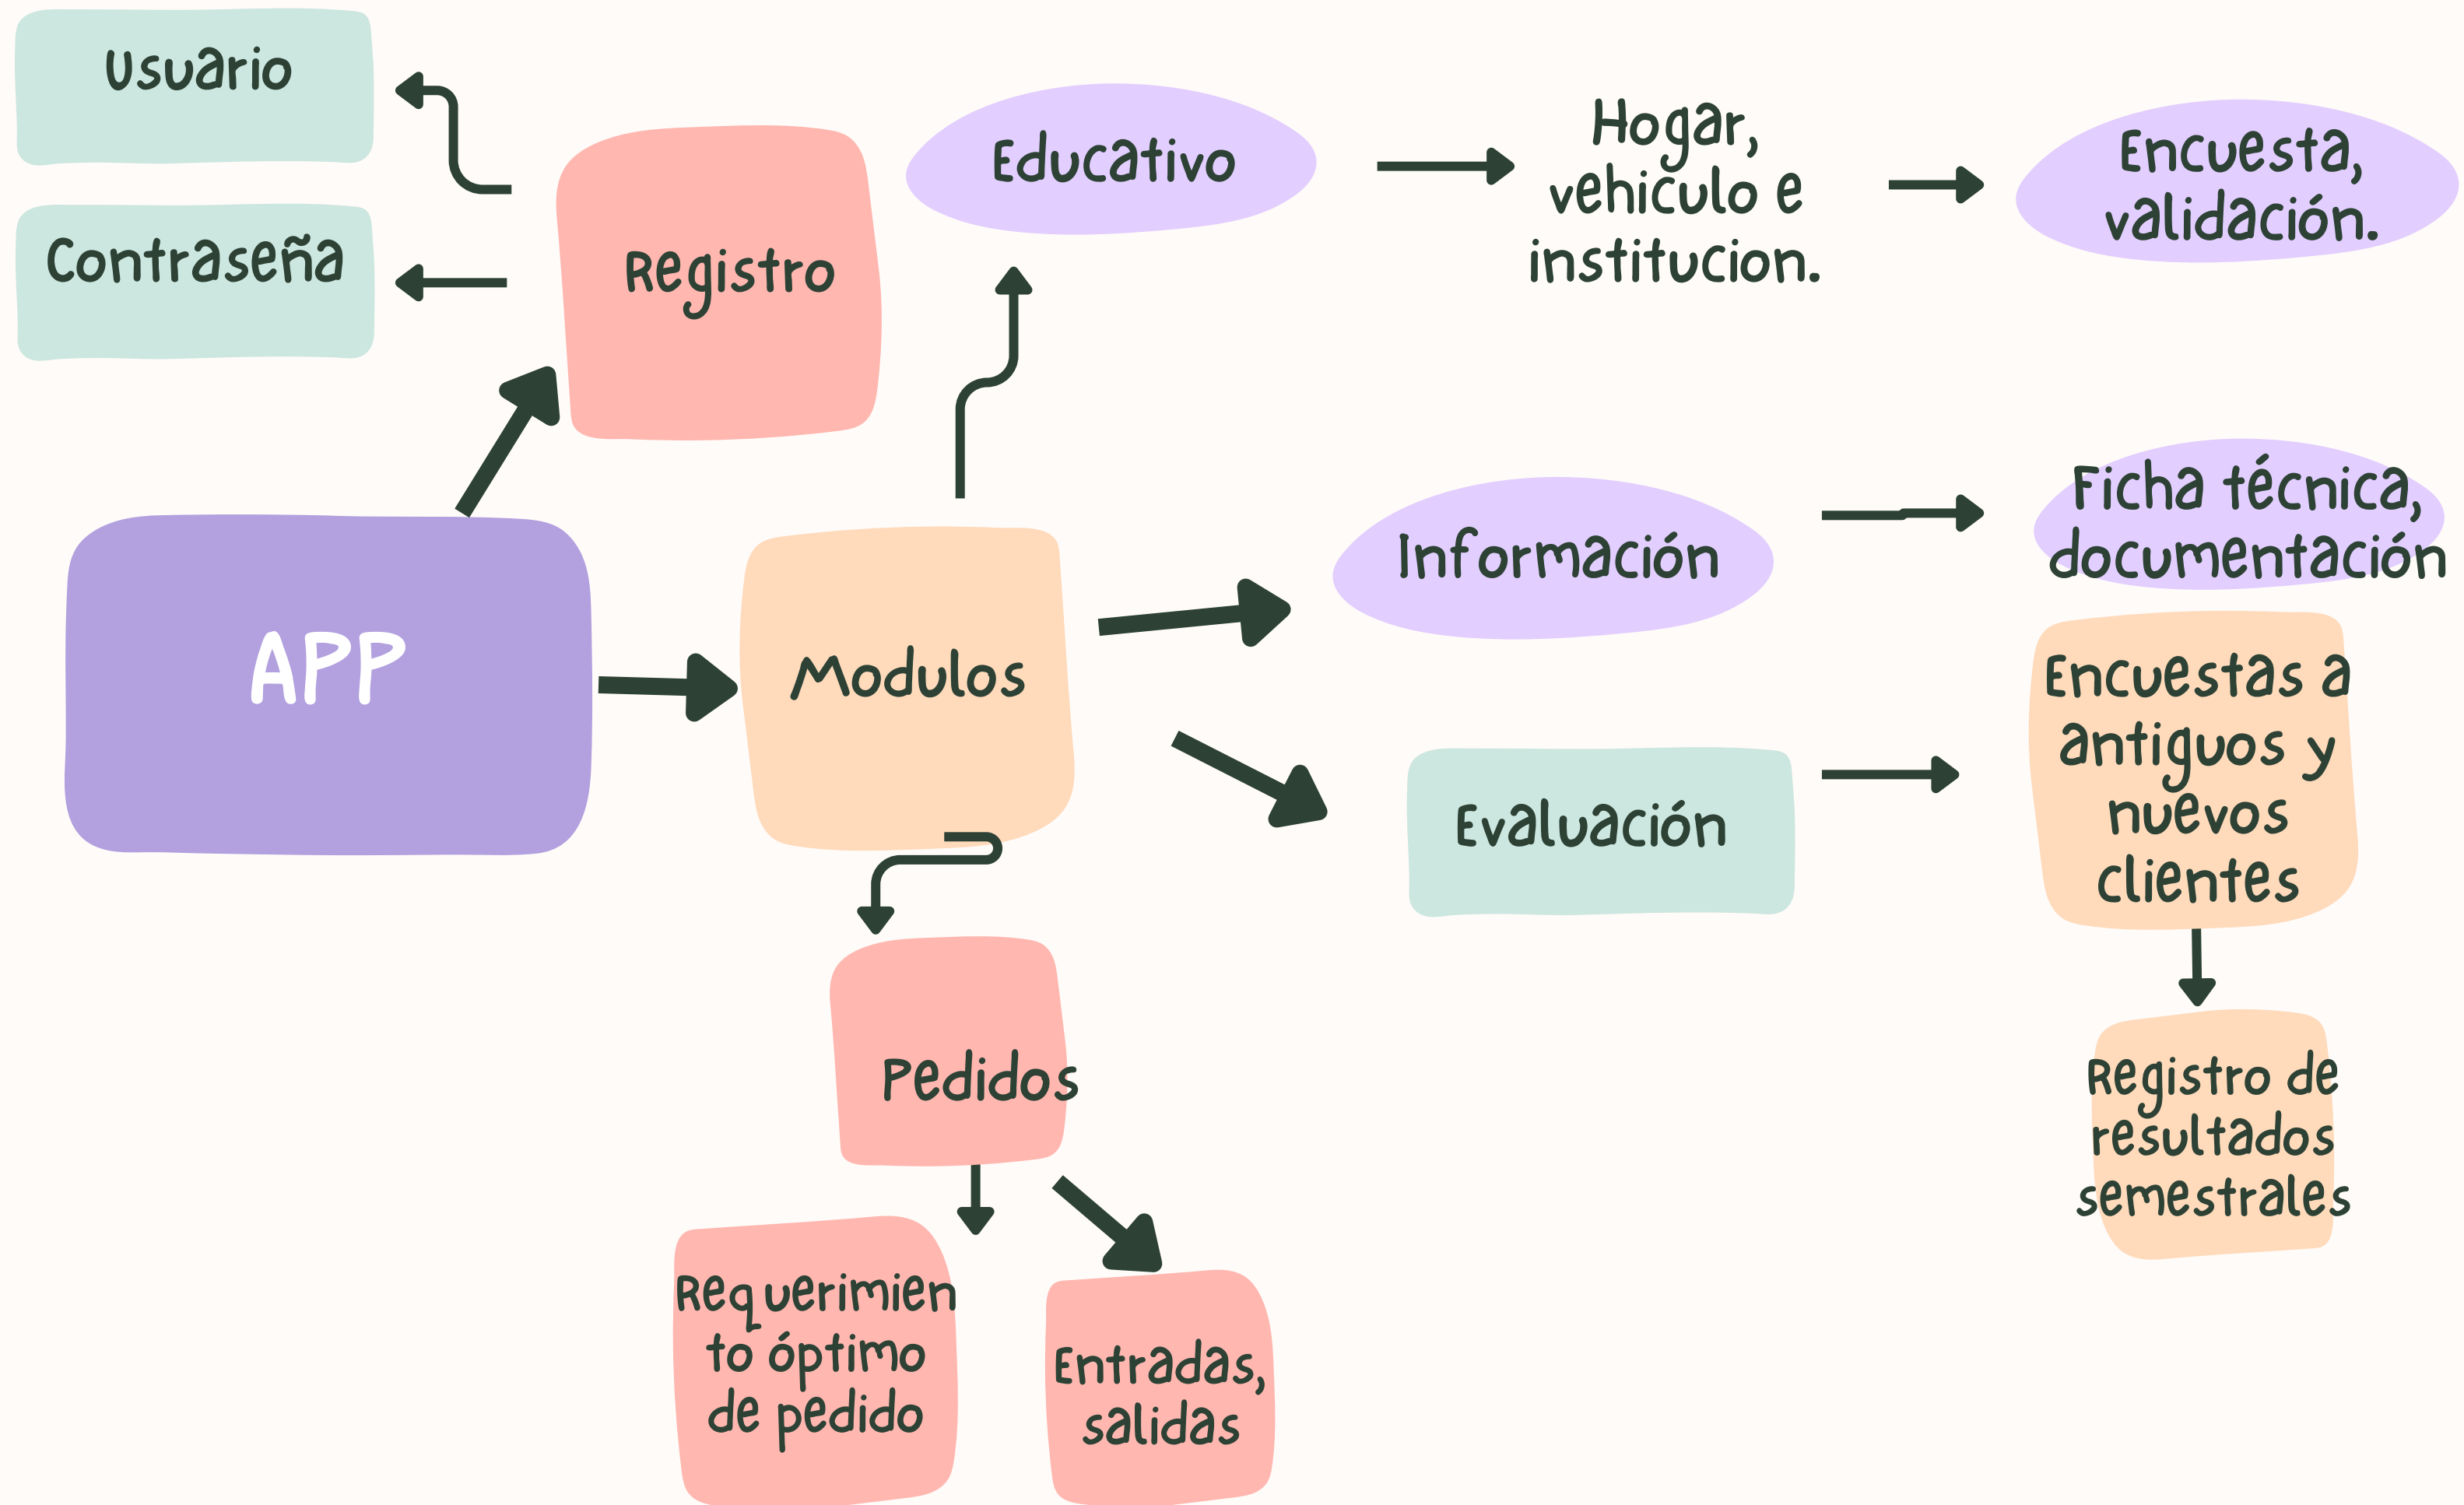 Usuario
Contraseña
Registro
Educativo
Hogar,
vehiculo e
institucion.
Encuesta,
validación.
APP
Modulos
Información
Ficha técnica,
documentación
Evaluación
Encuestas a
antiguos y
nuevos
clientes
Registro de
resultados
semestrales
Pedidos
Requerimien
to óptimo
de pedido
Entradas,
salidas